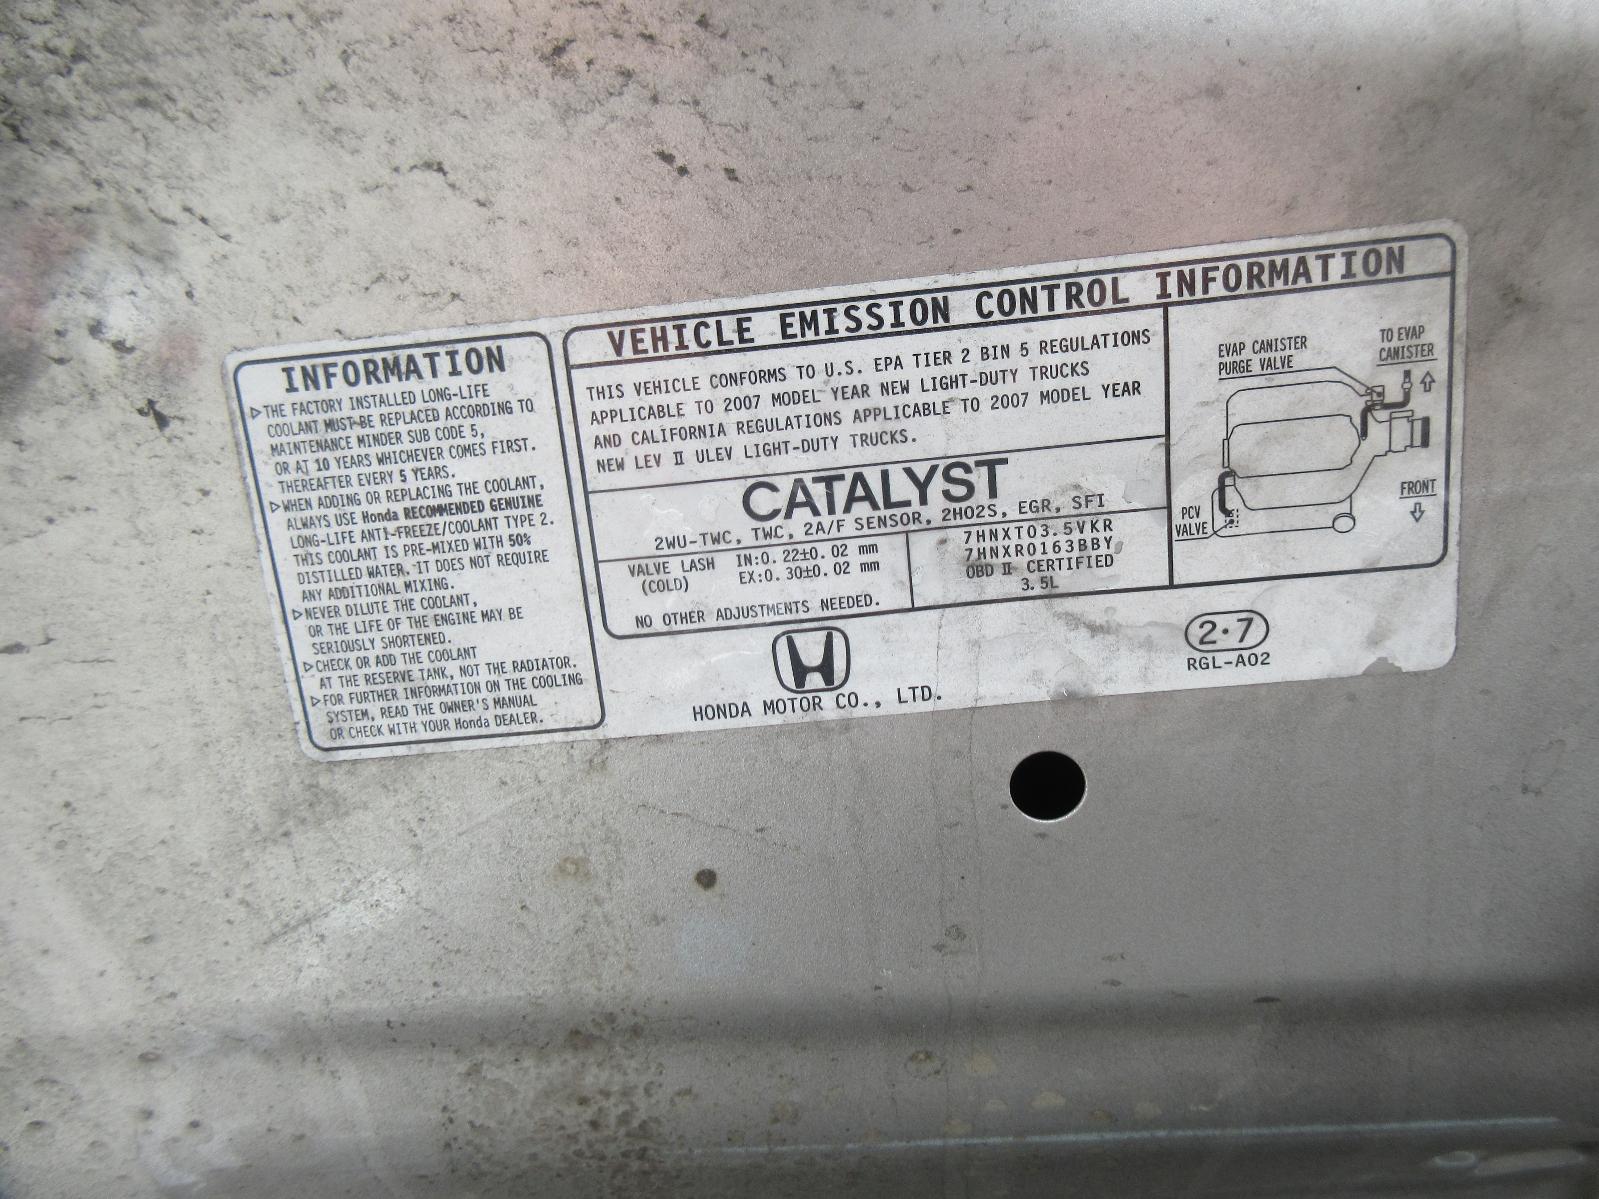 INFORMATION
▷THE FACTORY INSTALLED LONG-LIFE
COOLANT MUST BE REPLACED ACCORDING TO
MAINTENANCE MINDER SUB CODE 5,
OR AT 10 YEARS WHICHEVER COMES FIRST.
THEREAFTER EVERY 5 YEARS.
▷WHEN ADDING OR REPLACING THE COOLANT,
ALWAYS USE Honda RECOMMENDED GENUINE
LONG-LIFE ANTI-FREEZE/COOLANT TYPE 2.
THIS COOLANT IS PRE-MIXED WITH 50%
DISTILLED WATER. IT DOES NOT REQUIRE
ANY ADDITIONAL MIXING.
▷NEVER DILUTE THE COOLANT,
OR THE LIFE OF THE ENGINE MAY BE
SERIOUSLY SHORTENED.
▷CHECK OR ADD THE COOLANT
AT THE RESERVE TANK, NOT THE RADIATOR.
▷FOR FURTHER INFORMATION ON THE COOLING
SYSTEM, READ THE OWNER'S MANUAL
OR CHECK WITH YOUR Honda DEALER.
VEHICLE EMISSION CONTROL INFORMATION
THIS VEHICLE CONFORMS TO U.S. EPA TIER 2 BIN 5 REGULATIONS
APPLICABLE TO 2007 MODEL YEAR NEW LIGHT-DUTY TRUCKS
AND CALIFORNIA REGULATIONS APPLICABLE TO 2007 MODEL YEAR
NEW LEV II ULEV LIGHT-DUTY TRUCKS.
CATALYST
2WU-TWC, TWC, 2A/F SENSOR, 2HO2S, EGR, SFI
VALVE LASH IN:0.22±0.02 mm
(COLD) EX:0.30±0.02 mm
NO OTHER ADJUSTMENTS NEEDED.
7HNXT03.5VKR
7HNXR0163BBY
OBD II CERTIFIED
3.5L
EVAP CANISTER
PURGE VALVE
TO EVAP
CANISTER
FRONT
PCV
VALVE
HONDA MOTOR CO., LTD.
2·7
RGL-A02